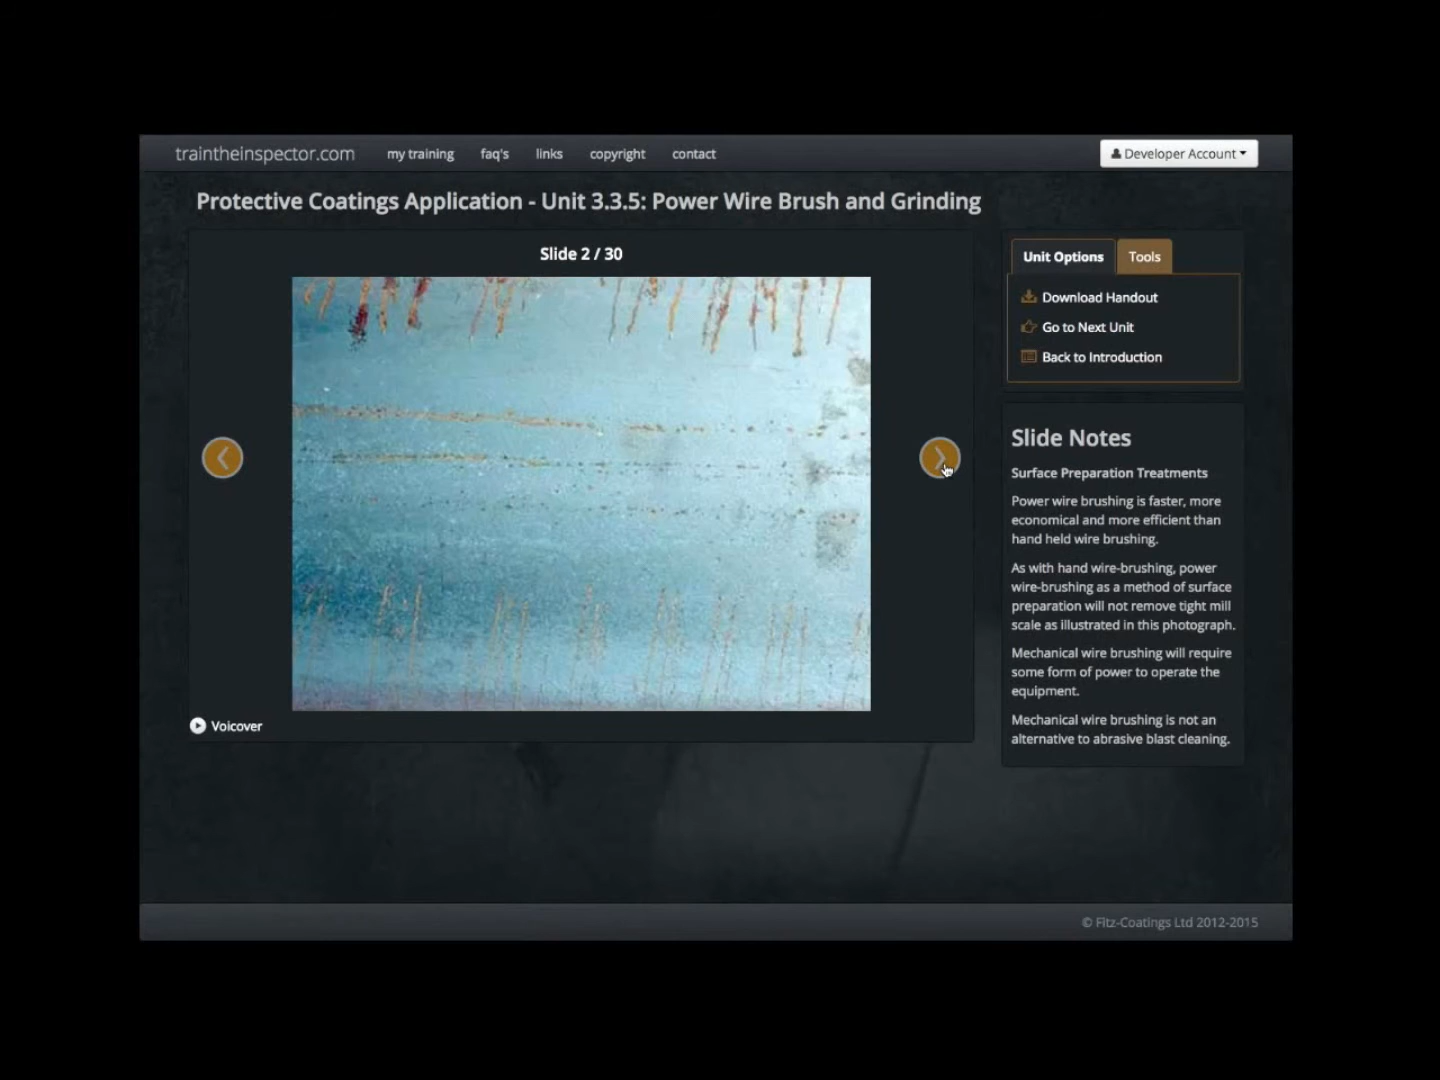 traintheinspector.com my training faq's links copyright contact Developer Account
Protective Coatings Application - Unit 3.3.5: Power Wire Brush and Grinding
Slide 2 / 30
Unit Options Tools
Download Handout
Go to Next Unit
Back to Introduction
Slide Notes
Surface Preparation Treatments
Power wire brushing is faster, more
economical and more efficient than
hand held wire brushing.
As with hand wire-brushing, power
wire-brushing as a method of surface
preparation will not remove tight mill
scale as illustrated in this photograph.
Mechanical wire brushing will require
some form of power to operate the
equipment.
Mechanical wire brushing is not an
alternative to abrasive blast cleaning.
Voicover
© Fitz-Coatings Ltd 2012-2015